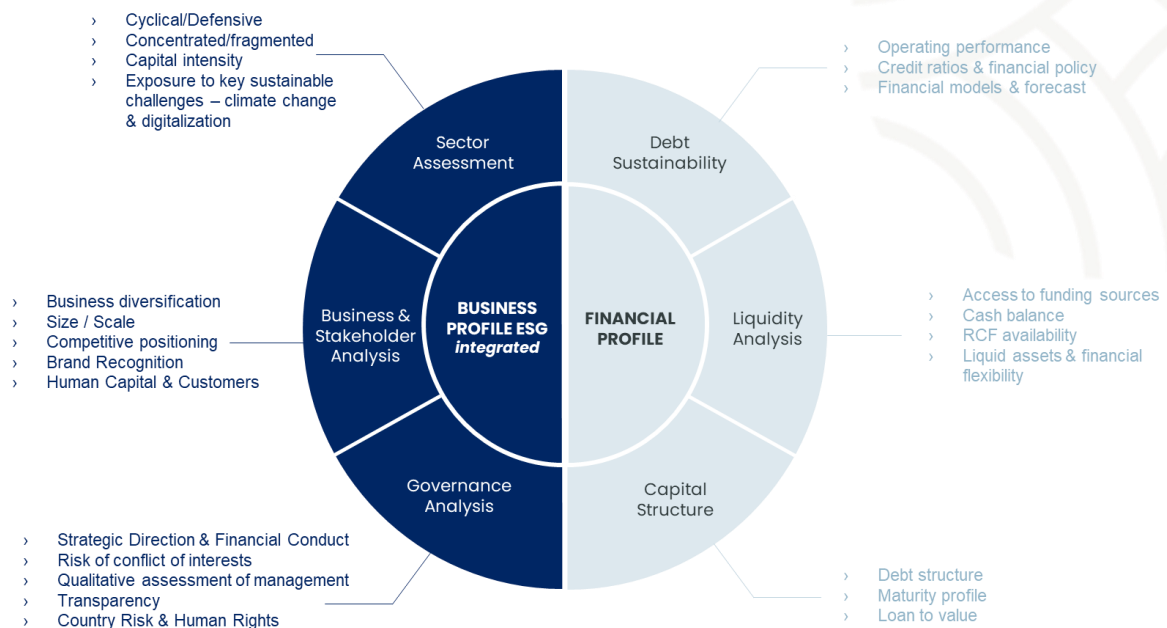 › Cyclical/Defensive
› Concentrated/fragmented
› Capital intensity
› Exposure to key sustainable
challenges – climate change
& digitalization
› Operating performance
› Credit ratios & financial policy
› Financial models & forecast
Sector
Assessment
Debt
Sustainability
› Business diversification
› Size / Scale
› Competitive positioning
› Brand Recognition
› Human Capital & Customers
Business &
Stakeholder
Analysis
BUSINESS
PROFILE ESG
integrated
FINANCIAL
PROFILE
Liquidity
Analysis
› Access to funding sources
› Cash balance
› RCF availability
› Liquid assets & financial
flexibility
Governance
Analysis
Capital
Structure
› Strategic Direction & Financial Conduct
› Risk of conflict of interests
› Qualitative assessment of management
› Transparency
› Country Risk & Human Rights
› Debt structure
› Maturity profile
› Loan to value